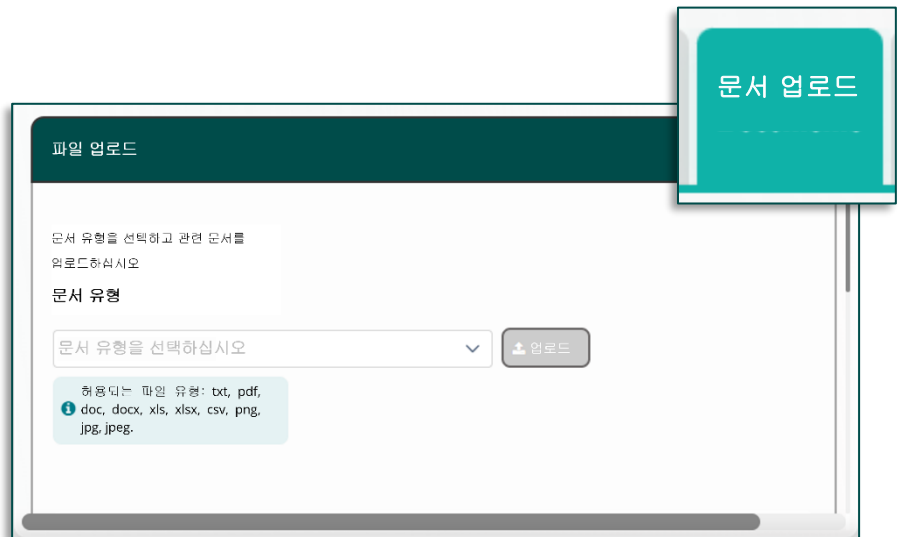 문서 업로드
파일 업로드
문서 유형을 선택하고 관련 문서를
업로드하십시오
문서 유형
문서 유형을 선택하십시오
업로드
허용되는 파일 유형: txt, pdf,
doc, docx, xls, xlsx, csv, png,
jpg, jpeg.